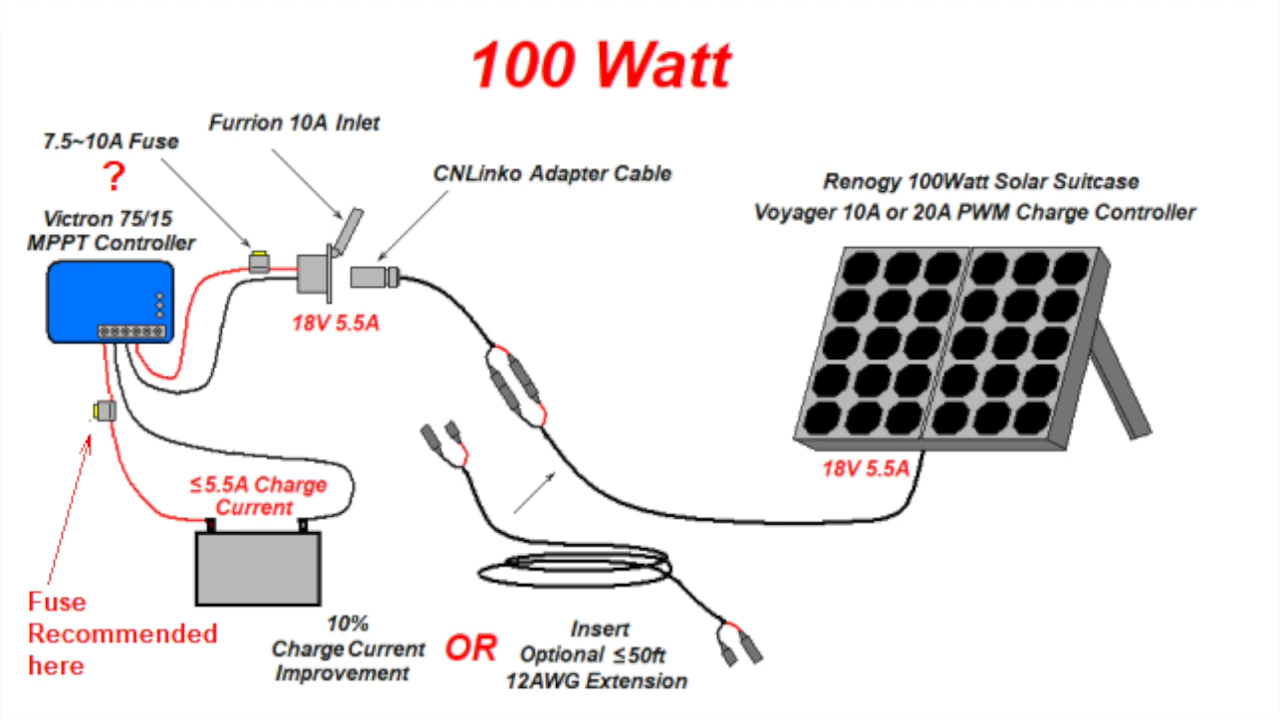 100 Watt
Furrion 10A Inlet
7.5~10A Fuse
?
CNLinko Adapter Cable
Renogy 100Watt Solar Suitcase
Voyager 10A or 20A PWM Charge Controller
Victron 75/15
MPPT Controller
18V 5.5A
18V 5.5A
≤5.5A Charge
Current
Fuse
Recommended
here
10%
Charge Current
Improvement
OR
Insert
Optional ≤50ft
12AWG Extension